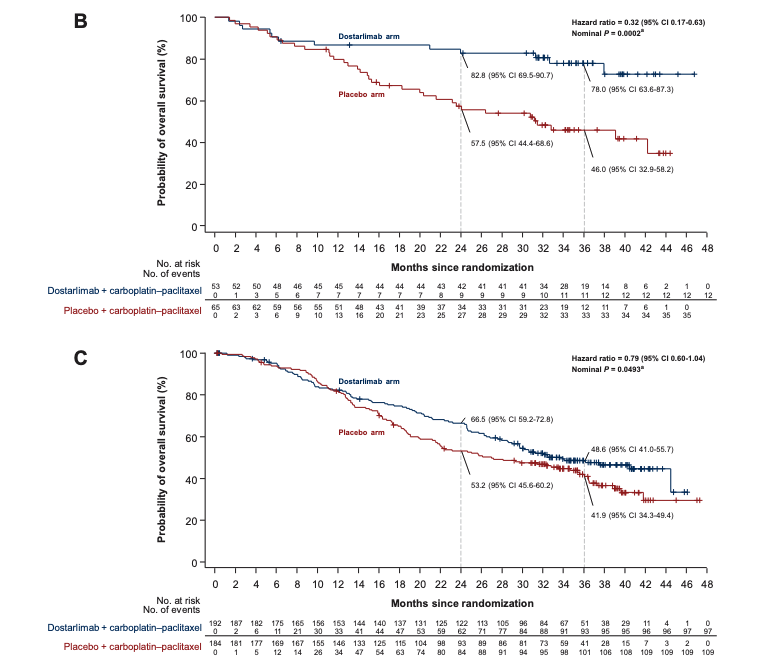 B
Probability of overall survival (%)
100
80
60
40
20
0
Dostarlimab arm
Placebo arm
Hazard ratio = 0.32 (95% CI 0.17-0.63)
Nominal P = 0.0002a
82.8 (95% CI 69.5-90.7)
78.0 (95% CI 63.6-87.3)
57.5 (95% CI 44.4-68.6)
46.0 (95% CI 32.9-58.2)
0 2 4 6 8 10 12 14 16 18 20 22 24 26 28 30 32 34 36 38 40 42 44 46 48
Months since randomization
No. at risk
No. of events
Dostarlimab + carboplatin–paclitaxel
53 52 50 48 46 45 45 44 44 44 44 43 42 41 41 41 34 28 19 14 8 6 2 1 0
0 1 3 5 6 7 7 7 7 7 7 8 9 9 9 9 10 11 11 12 12 12 12 12 12
Placebo + carboplatin–paclitaxel
65 63 62 59 56 55 51 48 43 41 39 37 34 33 31 31 23 19 12 11 7 6 1 0
0 2 3 6 9 10 13 16 20 21 23 25 27 28 29 29 32 33 33 33 34 34 35 35
C
Probability of overall survival (%)
100
80
60
40
20
0
Dostarlimab arm
Placebo arm
Hazard ratio = 0.79 (95% CI 0.60-1.04)
Nominal P = 0.0493a
66.5 (95% CI 59.2-72.8)
48.6 (95% CI 41.0-55.7)
53.2 (95% CI 45.6-60.2)
41.9 (95% CI 34.3-49.4)
0 2 4 6 8 10 12 14 16 18 20 22 24 26 28 30 32 34 36 38 40 42 44 46 48
Months since randomization
No. at risk
No. of events
Dostarlimab + carboplatin–paclitaxel
192 187 182 175 165 156 153 144 140 137 131 125 122 113 105 96 84 67 51 38 29 11 4 1 0
0 2 6 11 21 30 33 41 44 47 53 59 62 71 77 84 88 91 93 95 95 96 96 97 97
Placebo + carboplatin–paclitaxel
184 181 177 169 167 155 146 133 125 115 104 98 93 89 86 81 73 59 41 28 15 7 3 2 0
0 1 5 12 14 26 34 47 54 63 74 80 84 88 91 94 95 98 101 106 108 109 109 109 109